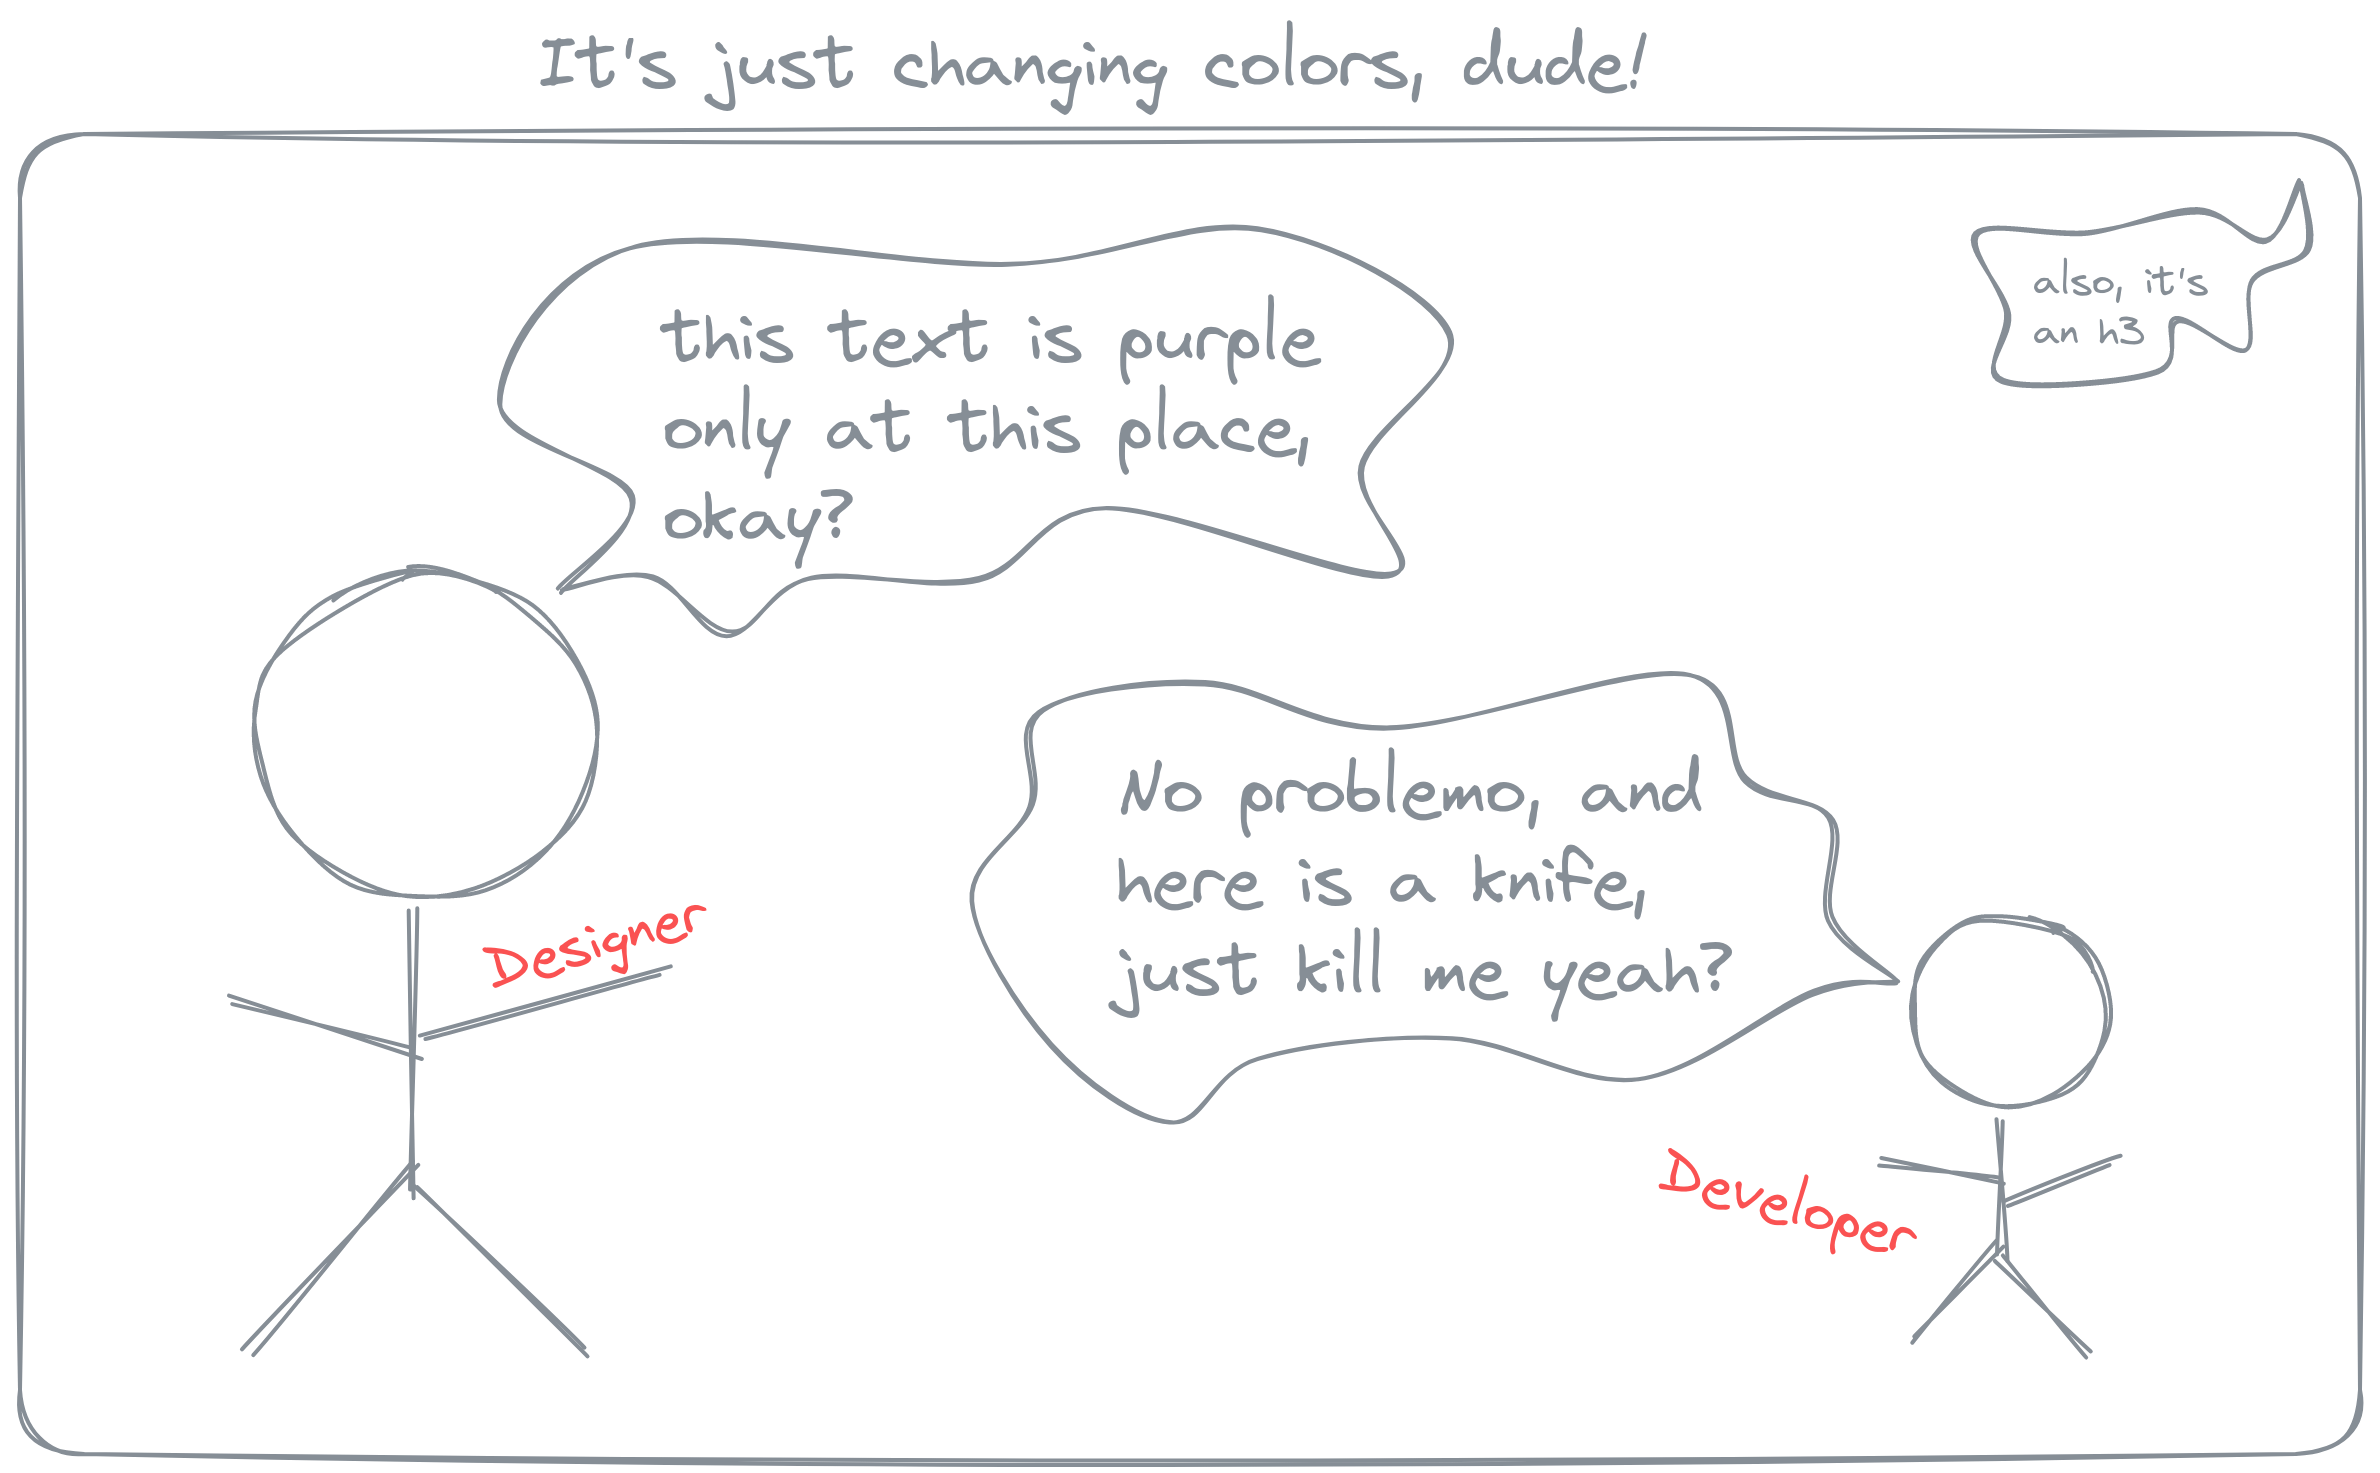 It's just changing colors, dude!
this text is purple
only at this place,
okay?
also, it's
an h3
No problemo, and
here is a knife,
just kill me yeah?
Designer
Developer